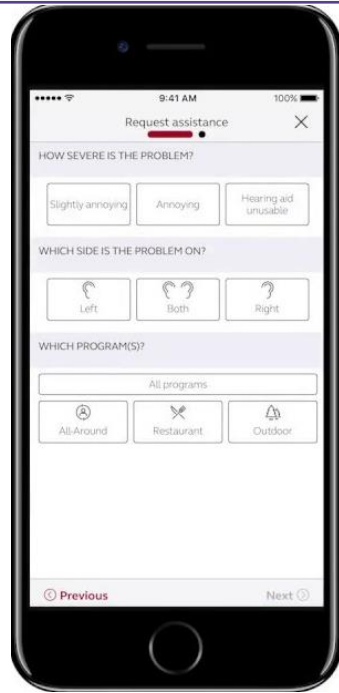 9:41 AM 100%
Request assistance
HOW SEVERE IS THE PROBLEM?
Slightly annoying Annoying Hearing aid
unusable
WHICH SIDE IS THE PROBLEM ON?
Left Both Right
WHICH PROGRAM(S)?
All programs
All-Around Restaurant Outdoor
Previous Next